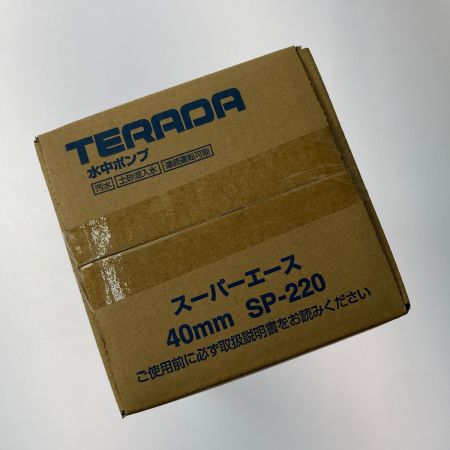 TERADA
水中ポンプ
汚水 土砂混入水 連続運転可能
スーパーエース
40mm SP-220
ご使用前に必ず取扱説明書をお読みください